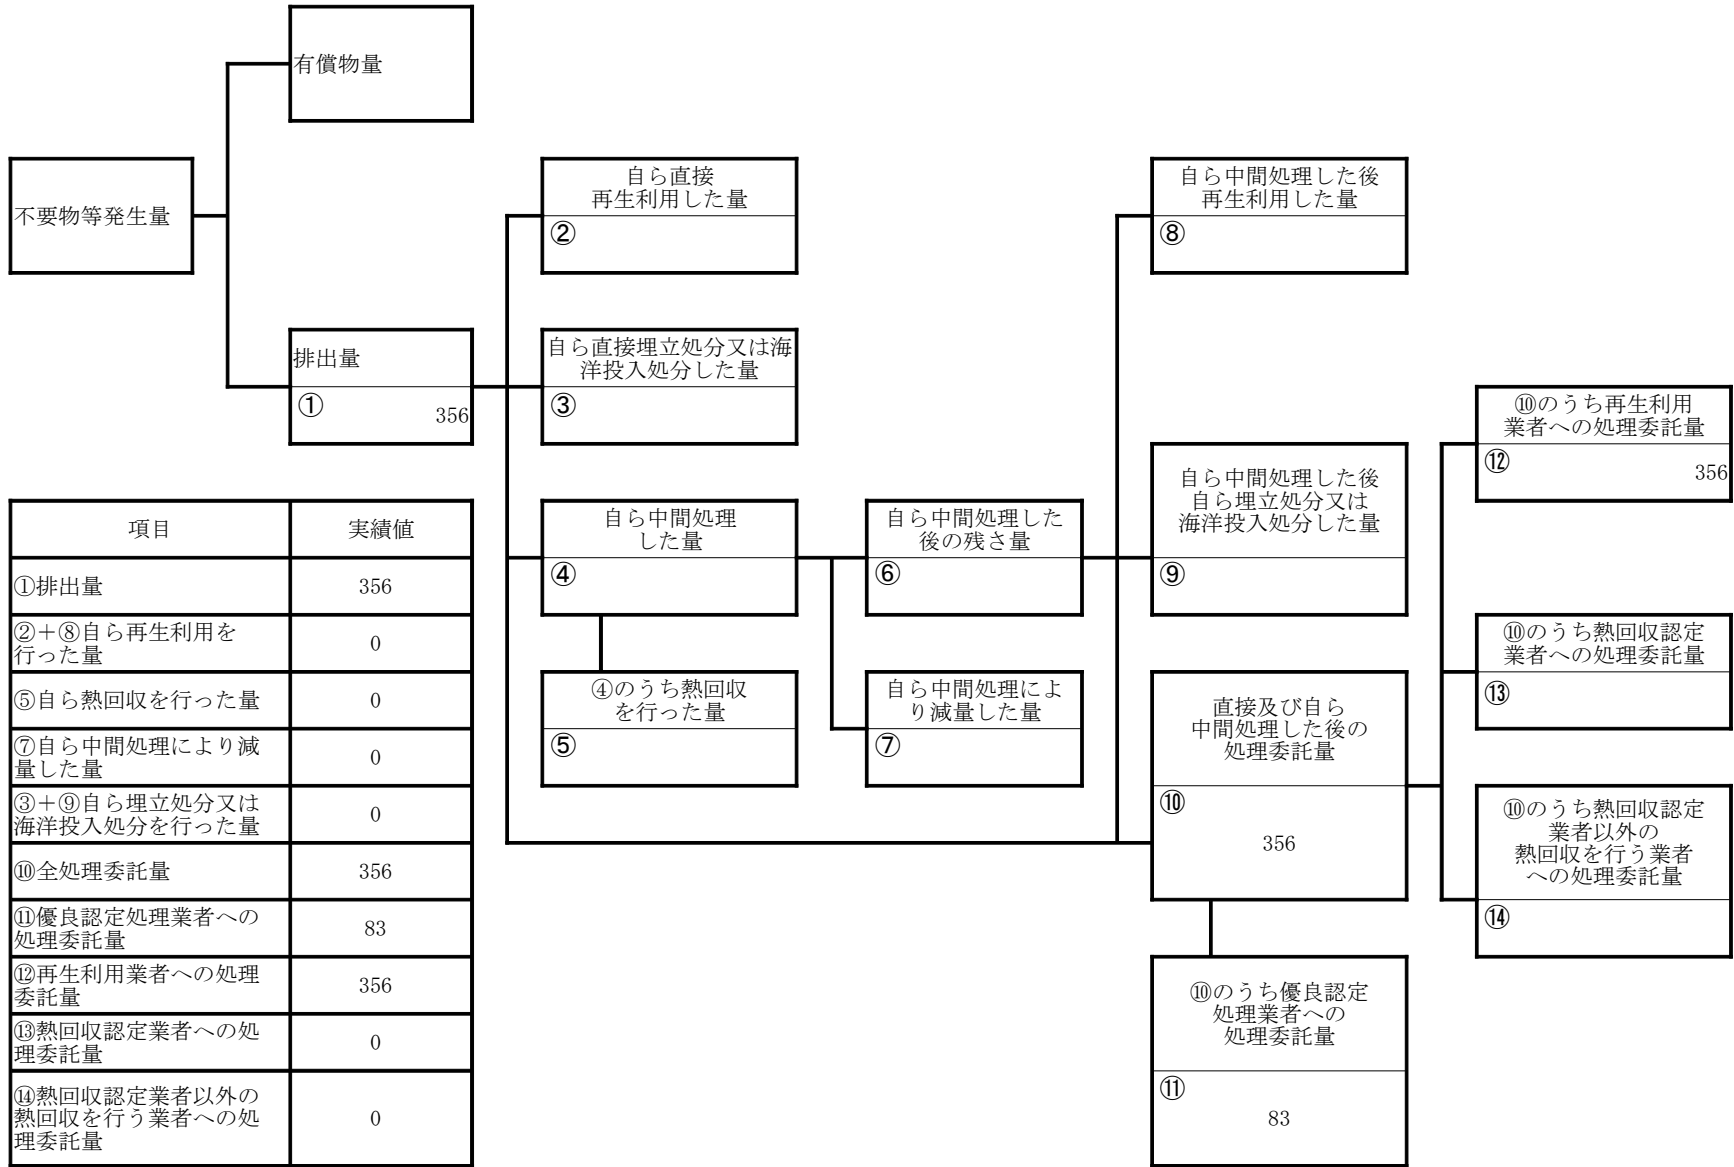 有償物量
不要物等発生量
自ら直接
再生利用した量
②
自ら中間処理した後
再生利用した量
⑧
排出量
①
356
自ら直接埋立処分又は海
洋投入処分した量
③
⑩のうち再生利用
業者への処理委託量
⑫
356
自ら中間処理
した量
④
自ら中間処理した
後の残さ量
⑥
自ら中間処理した後
自ら埋立処分又は
海洋投入処分した量
⑨
⑩のうち熱回収認定
業者への処理委託量
⑬
④のうち熱回収
を行った量
⑤
自ら中間処理によ
り減量した量
⑦
直接及び自ら
中間処理した後の
処理委託量
⑩
356
⑩のうち熱回収認定
業者以外の
熱回収を行う業者
への処理委託量
⑭
⑩のうち優良認定
処理業者への
処理委託量
⑪
83
項目 実績値
①排出量 356
②+⑧自ら再生利用を
行った量 0
⑤自ら熱回収を行った量 0
⑦自ら中間処理により減
量した量 0
③+⑨自ら埋立処分又は
海洋投入処分を行った量 0
⑩全処理委託量 356
⑪優良認定処理業者への
処理委託量 83
⑫再生利用業者への処理
委託量 356
⑬熱回収認定業者への処
理委託量 0
⑭熱回収認定業者以外の
熱回収を行う業者への処
理委託量 0